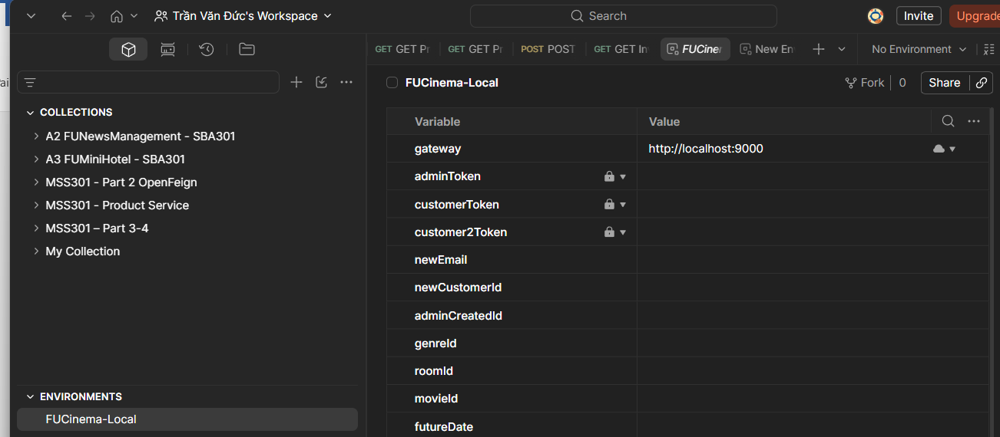 Trần Văn Đức's Workspace
Search
Invite
Upgrade
GET GET Pr
GET GET Pr
POST POST
GET GET In
FUCiner
New En
No Environment
FUCinema-Local
Fork 0
Share
COLLECTIONS
A2 FUNewsManagement - SBA301
A3 FUMiniHotel - SBA301
MSS301 - Part 2 OpenFeign
MSS301 - Product Service
MSS301 – Part 3-4
My Collection
ENVIRONMENTS
FUCinema-Local
Variable Value
gateway http://localhost:9000
adminToken
customerToken
customer2Token
newEmail
newCustomerId
adminCreatedId
genreId
roomId
movieId
futureDate